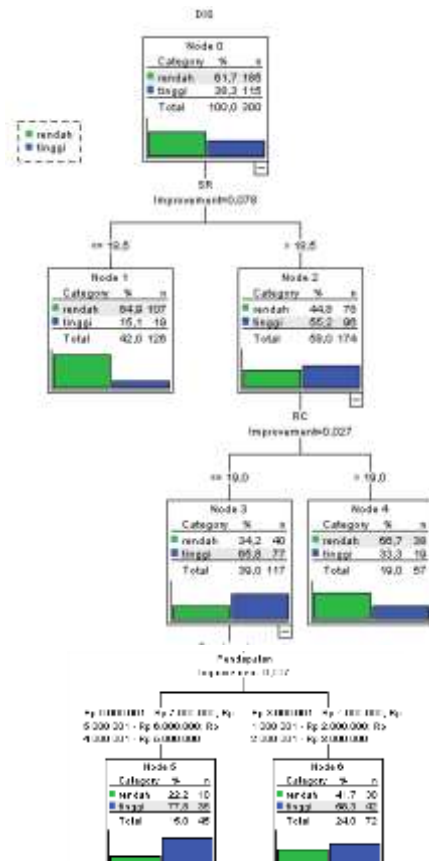 DIG
Node 0
Category % n
rendah 61,7 185
tinggi 38,3 115
Total 100,0 300
rendah
tinggi
SR
Improvement=0,078
<= 18,5
> 18,5
Node 1
Category % n
rendah 84,9 107
tinggi 15,1 19
Total 42,0 126
Node 2
Category % n
rendah 44,8 78
tinggi 55,2 96
Total 58,0 174
RC
Improvement=0,027
<= 19,0
> 19,0
Node 3
Category % n
rendah 34,2 40
tinggi 65,8 77
Total 39,0 117
Node 4
Category % n
rendah 66,7 38
tinggi 33,3 19
Total 19,0 57
Pendapatan
Node 5
Category % n
rendah 22,2 10
tinggi 77,8 35
Total 15,0 45
Node 6
Category % n
rendah 41,7 30
tinggi 58,3 42
Total 24,0 72